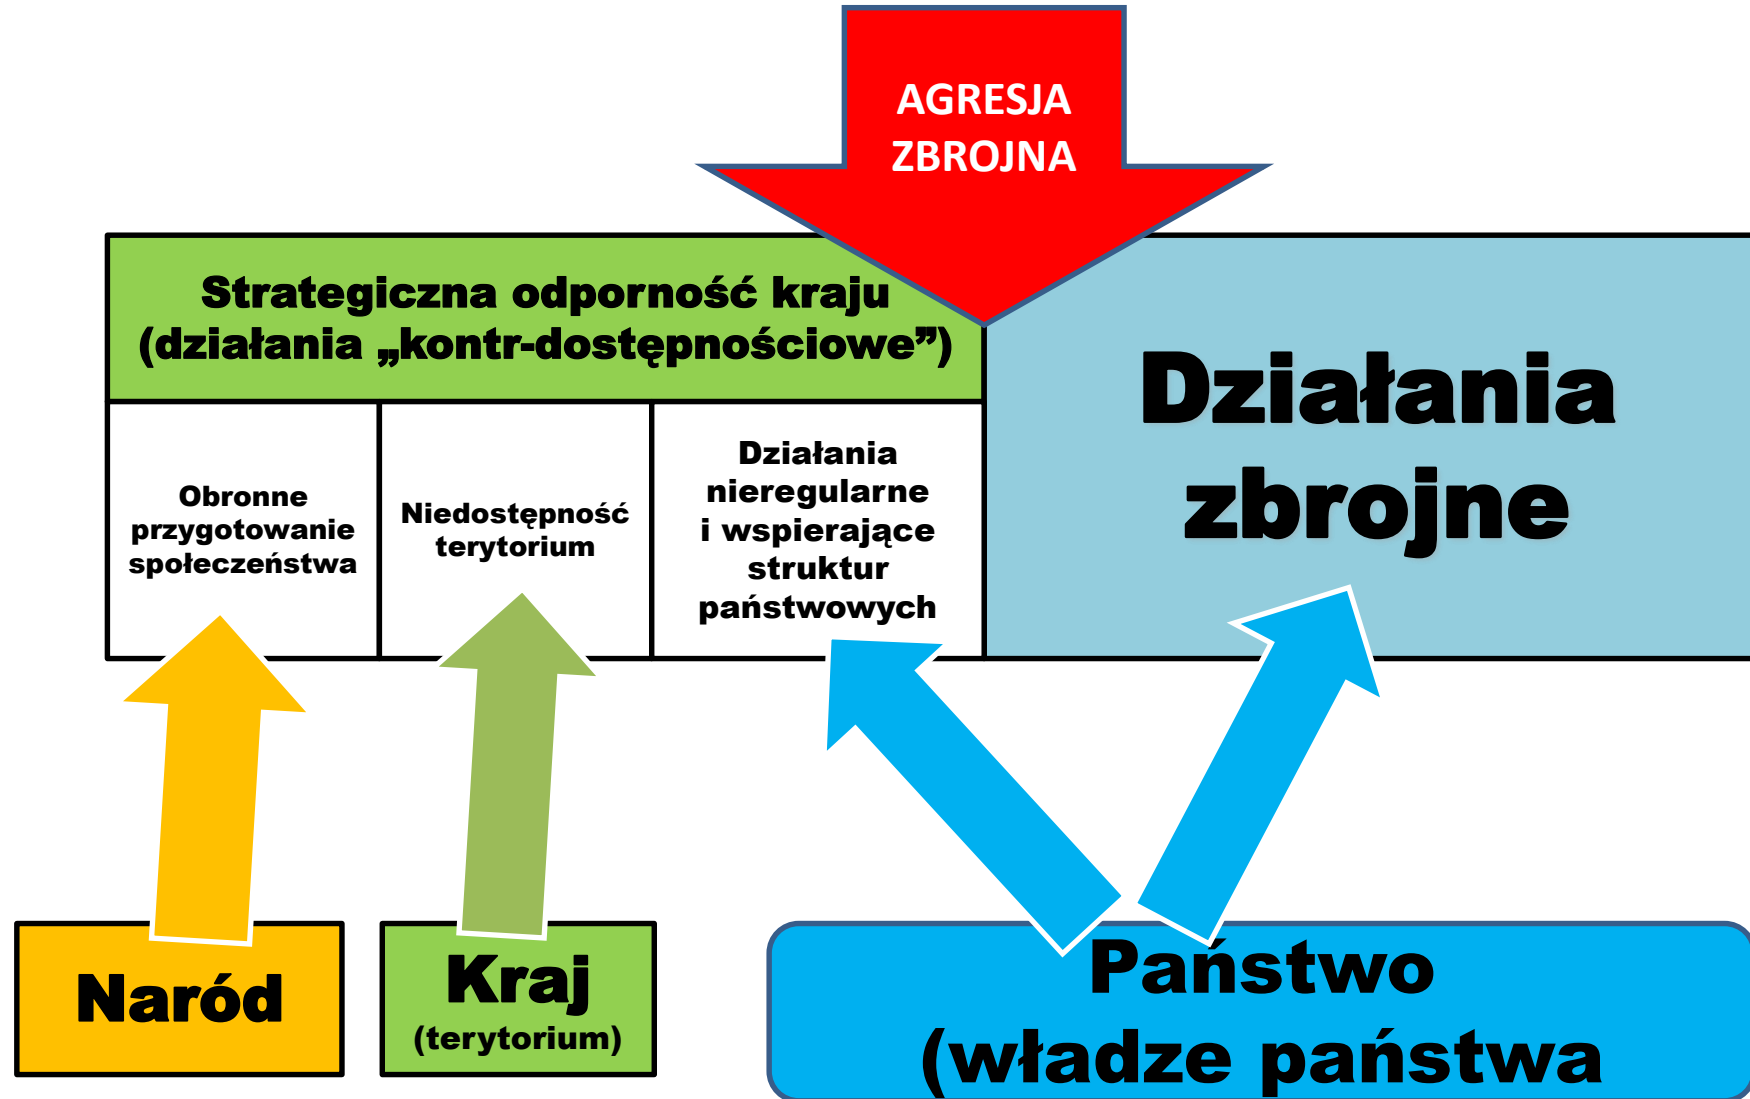 AGRESJA
ZBROJNA
Strategiczna odporność kraju
(działania „kontr-dostępnościowe”)
Obronne
przygotowanie
społeczeństwa
Niedostępność
terytorium
Działania
nieregularne
i wspierające
struktur
państwowych
Działania
zbrojne
Naród
Kraj
(terytorium)
Państwo
(władze państwa